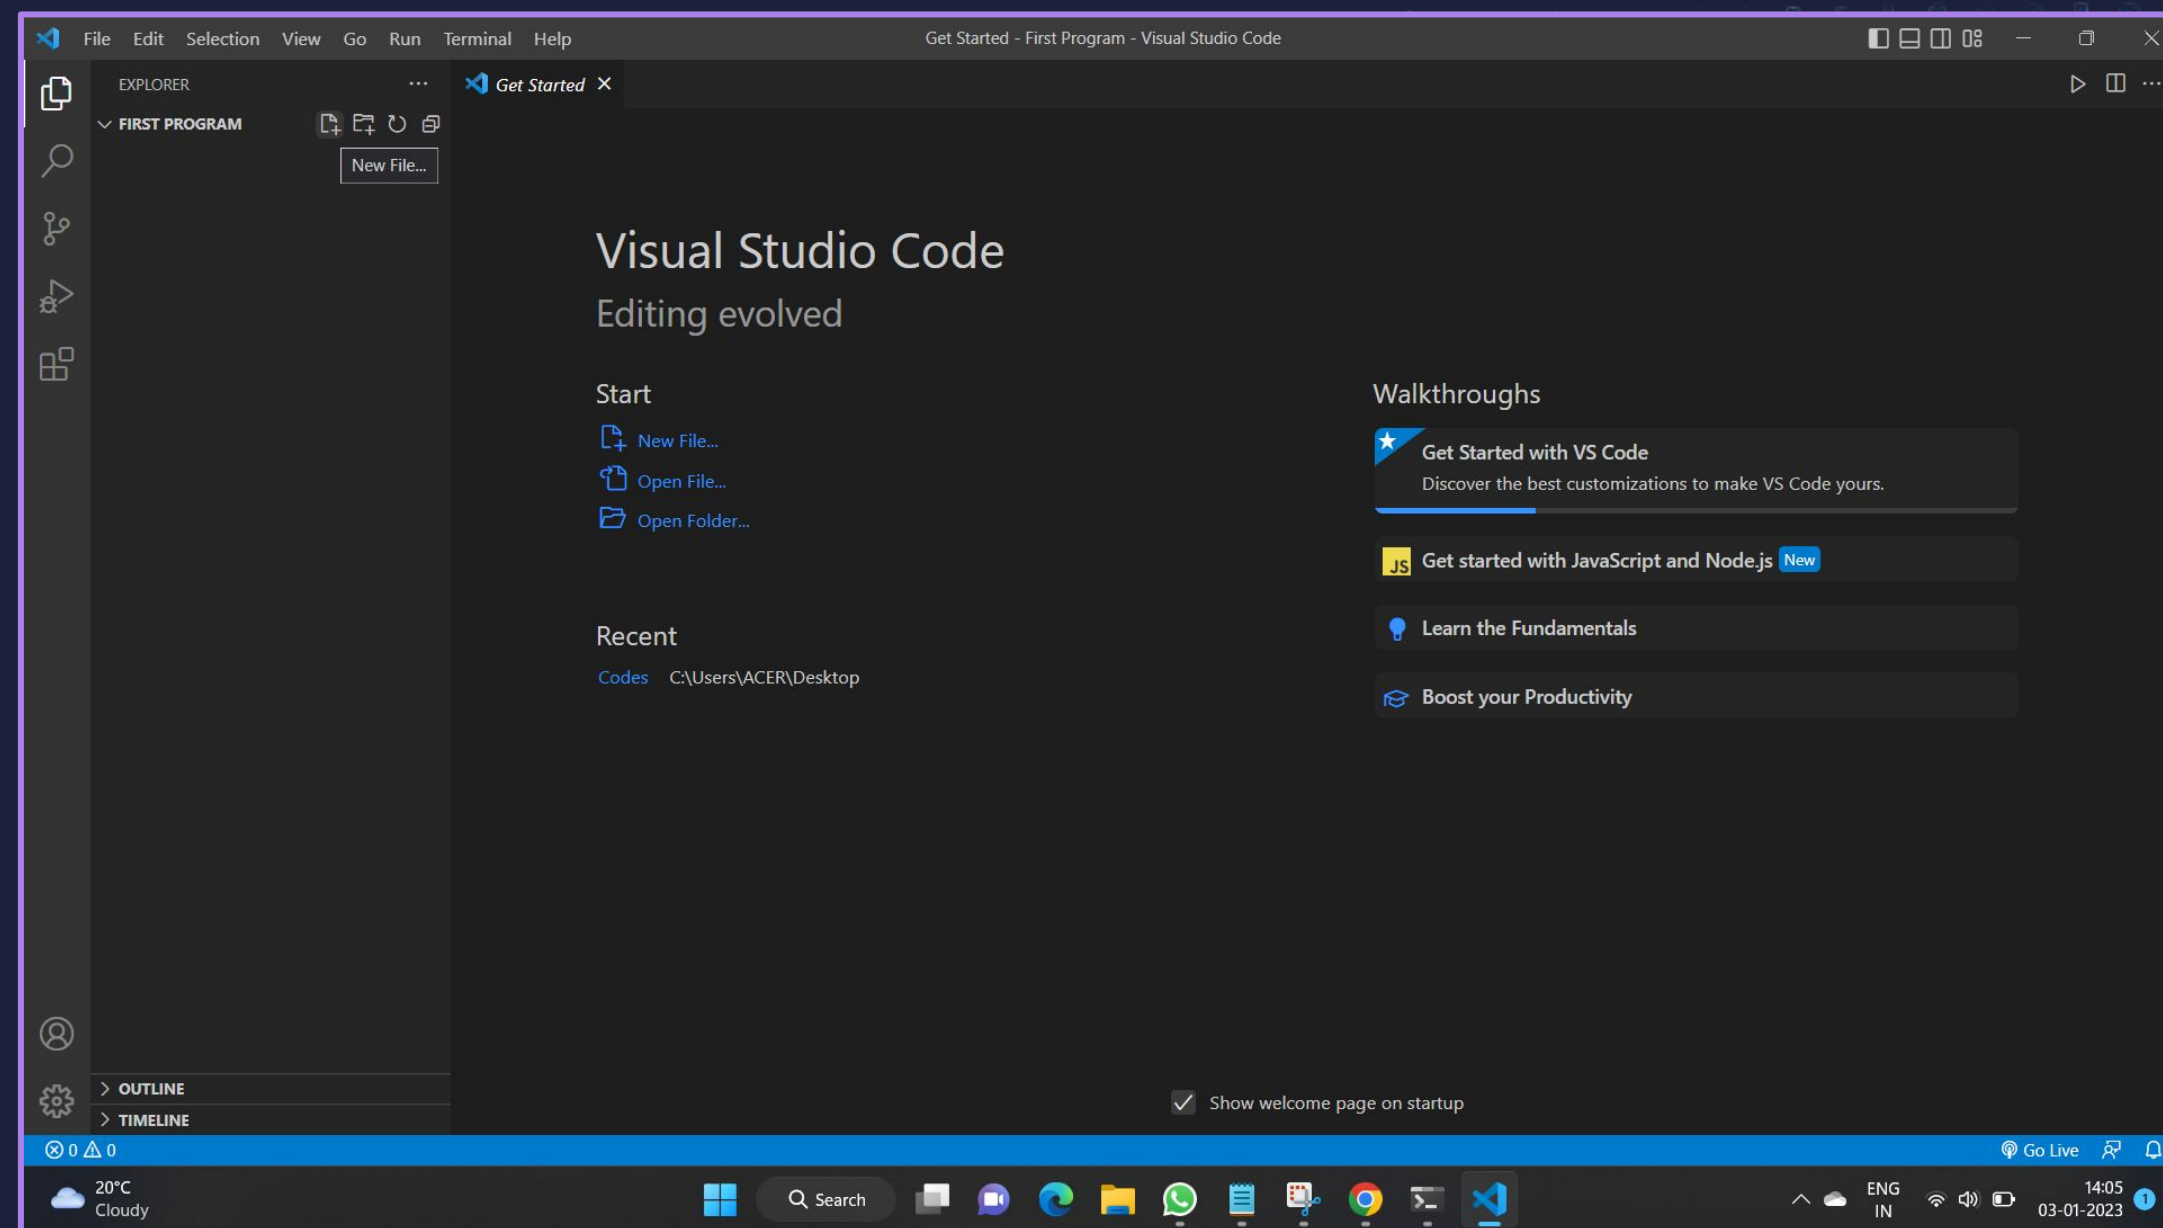 File Edit Selection View Go Run Terminal Help
Get Started - First Program - Visual Studio Code
EXPLORER
Get Started
FIRST PROGRAM
New File...
Visual Studio Code
Editing evolved
Start
New File...
Open File...
Open Folder...
Recent
Codes C:\Users\ACER\Desktop
Walkthroughs
Get Started with VS Code
Discover the best customizations to make VS Code yours.
JS Get started with JavaScript and Node.js New
Learn the Fundamentals
Boost your Productivity
OUTLINE
TIMELINE
Show welcome page on startup
0 0
Go Live
20°C
Cloudy
Search
ENG
IN
14:05
03-01-2023
1